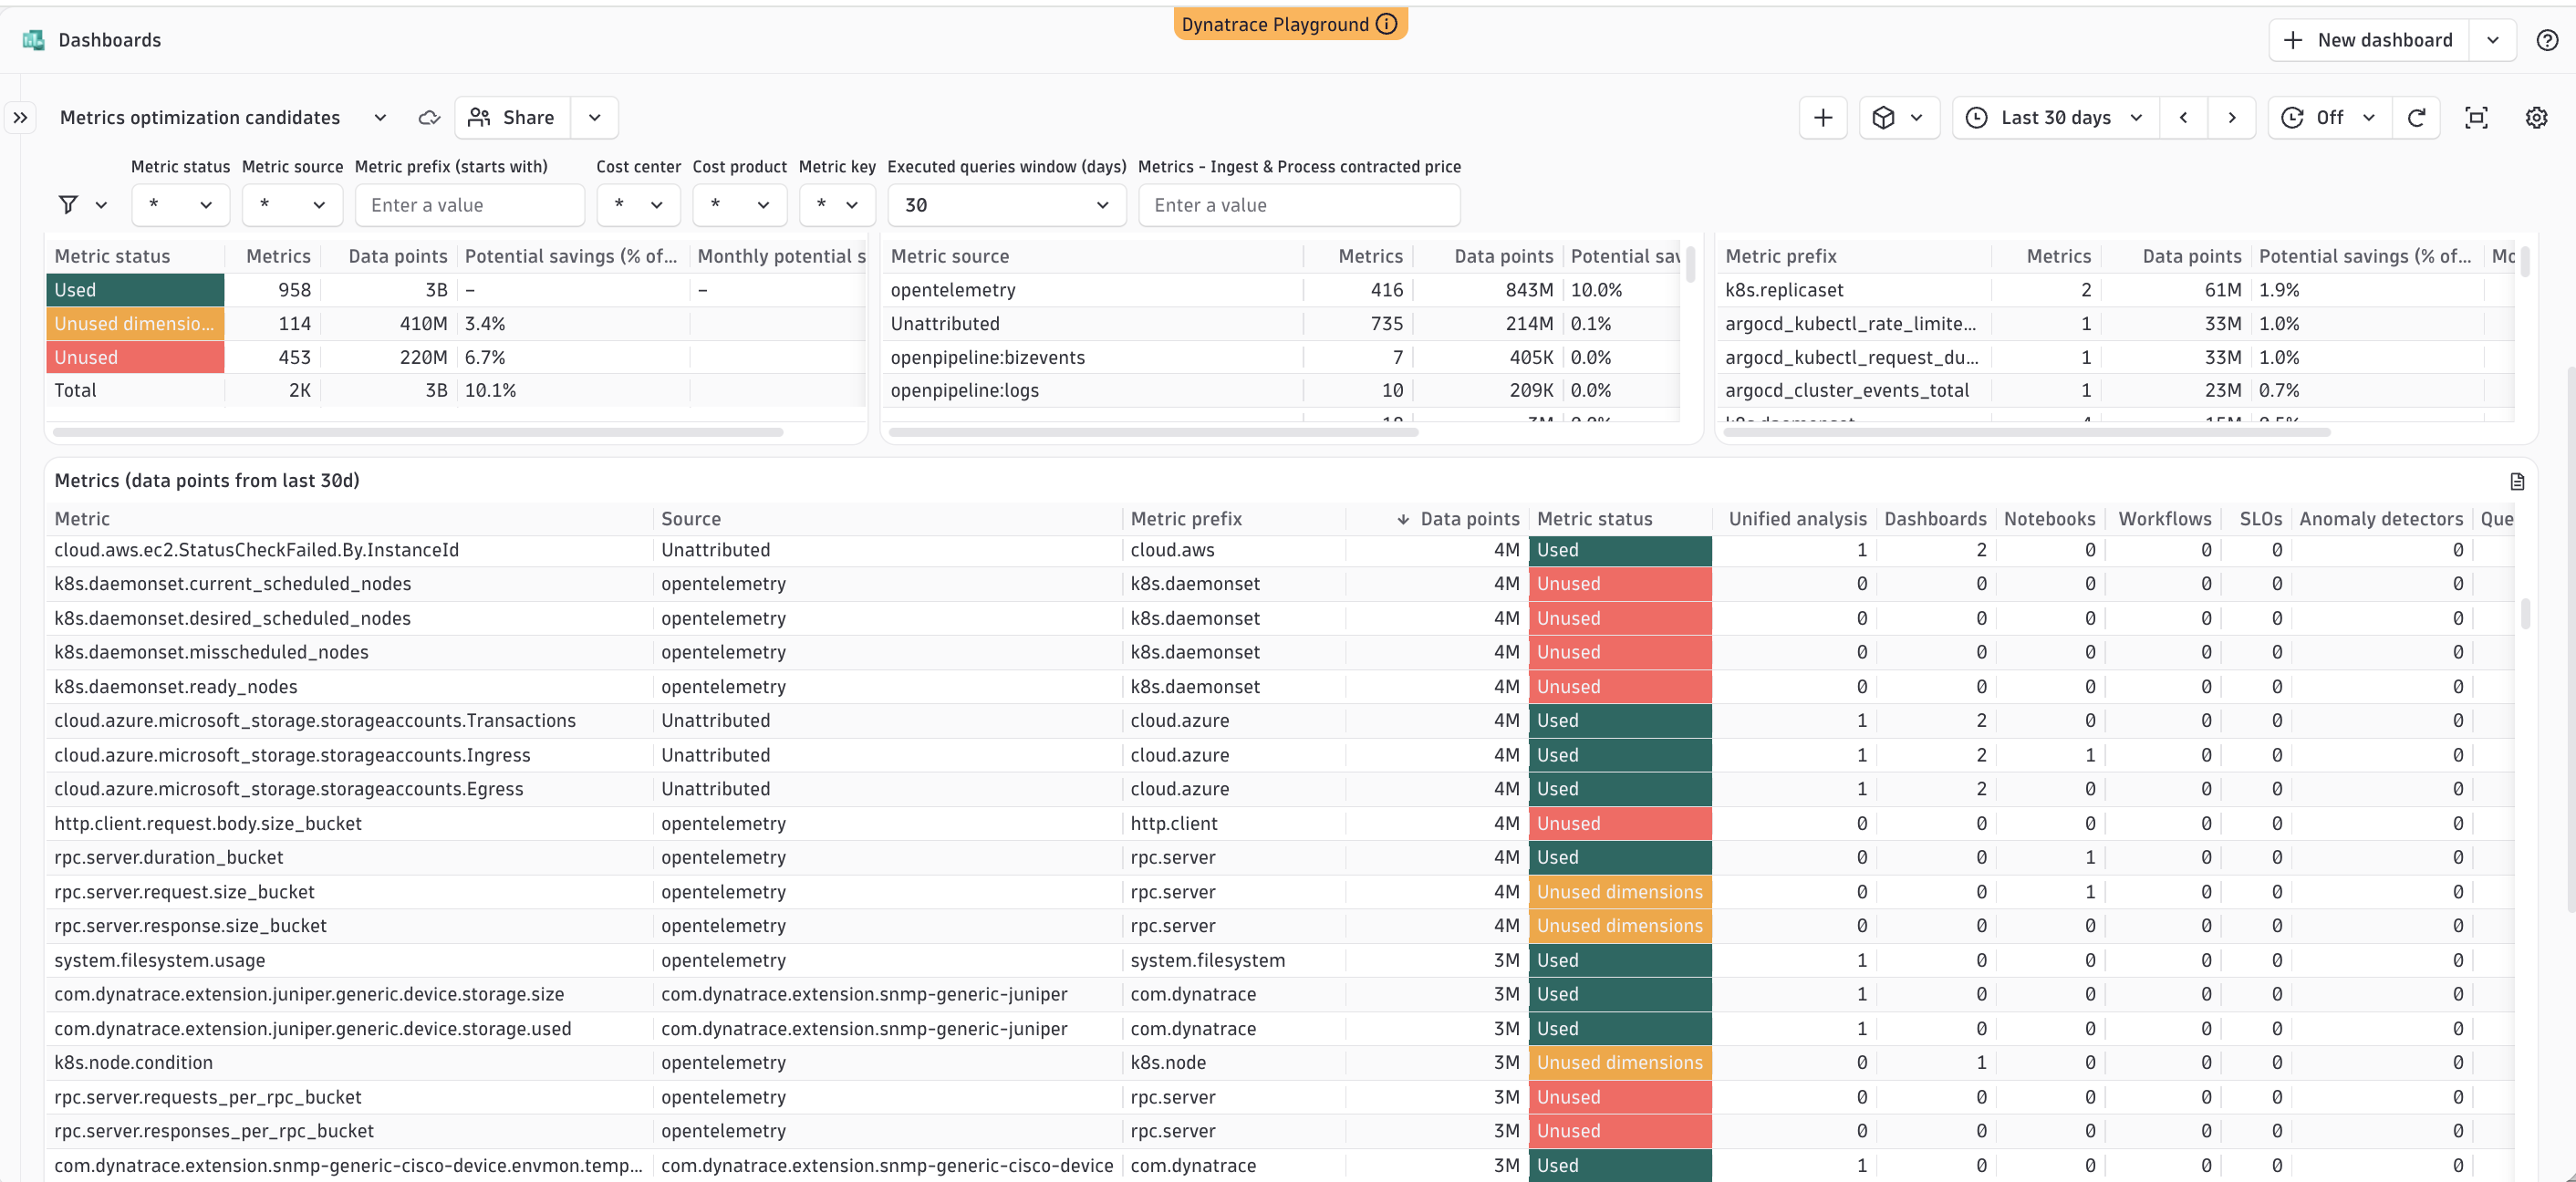 Dynatrace Playground
Dashboards
New dashboard
Metrics optimization candidates
Share
Last 30 days
Off
Metric status Metric source Metric prefix (starts with) Cost center Cost product Metric key Executed queries window (days) Metrics - Ingest & Process contracted price
* * Enter a value * * * 30 Enter a value
Metric status Metrics Data points Potential savings (% of... Monthly potential s
Used 958 3B – –
Unused dimensio... 114 410M 3.4%
Unused 453 220M 6.7%
Total 2K 3B 10.1%
Metric source Metrics Data points Potential sav
opentelemetry 416 843M 10.0%
Unattributed 735 214M 0.1%
openpipeline:bizevents 7 405K 0.0%
openpipeline:logs 10 209K 0.0%
Metric prefix Metrics Data points Potential savings (% of... Mo
k8s.replicaset 2 61M 1.9%
argocd_kubectl_rate_limite... 1 33M 1.0%
argocd_kubectl_request_du... 1 33M 1.0%
argocd_cluster_events_total 1 23M 0.7%
Metrics (data points from last 30d)
Metric Source Metric prefix Data points Metric status Unified analysis Dashboards Notebooks Workflows SLOs Anomaly detectors Que
cloud.aws.ec2.StatusCheckFailed.By.InstanceId Unattributed cloud.aws 4M Used 1 2 0 0 0 0
k8s.daemonset.current_scheduled_nodes opentelemetry k8s.daemonset 4M Unused 0 0 0 0 0 0
k8s.daemonset.desired_scheduled_nodes opentelemetry k8s.daemonset 4M Unused 0 0 0 0 0 0
k8s.daemonset.misscheduled_nodes opentelemetry k8s.daemonset 4M Unused 0 0 0 0 0 0
k8s.daemonset.ready_nodes opentelemetry k8s.daemonset 4M Unused 0 0 0 0 0 0
cloud.azure.microsoft_storage.storageaccounts.Transactions Unattributed cloud.azure 4M Used 1 2 0 0 0 0
cloud.azure.microsoft_storage.storageaccounts.Ingress Unattributed cloud.azure 4M Used 1 2 1 0 0 0
cloud.azure.microsoft_storage.storageaccounts.Egress Unattributed cloud.azure 4M Used 1 2 0 0 0 0
http.client.request.body.size_bucket opentelemetry http.client 4M Unused 0 0 0 0 0 0
rpc.server.duration_bucket opentelemetry rpc.server 4M Used 0 0 1 0 0 0
rpc.server.request.size_bucket opentelemetry rpc.server 4M Unused dimensions 0 0 1 0 0 0
rpc.server.response.size_bucket opentelemetry rpc.server 4M Unused dimensions 0 0 0 0 0 0
system.filesystem.usage opentelemetry system.filesystem 3M Used 1 0 0 0 0 0
com.dynatrace.extension.juniper.generic.device.storage.size com.dynatrace.extension.snmp-generic-juniper com.dynatrace 3M Used 1 0 0 0 0 0
com.dynatrace.extension.juniper.generic.device.storage.used com.dynatrace.extension.snmp-generic-juniper com.dynatrace 3M Used 1 0 0 0 0 0
k8s.node.condition opentelemetry k8s.node 3M Unused dimensions 0 1 0 0 0 0
rpc.server.requests_per_rpc_bucket opentelemetry rpc.server 3M Unused 0 0 0 0 0 0
rpc.server.responses_per_rpc_bucket opentelemetry rpc.server 3M Unused 0 0 0 0 0 0
com.dynatrace.extension.snmp-generic-cisco-device.envmon.temp... com.dynatrace.extension.snmp-generic-cisco-device com.dynatrace 3M Used 1 0 0 0 0 0